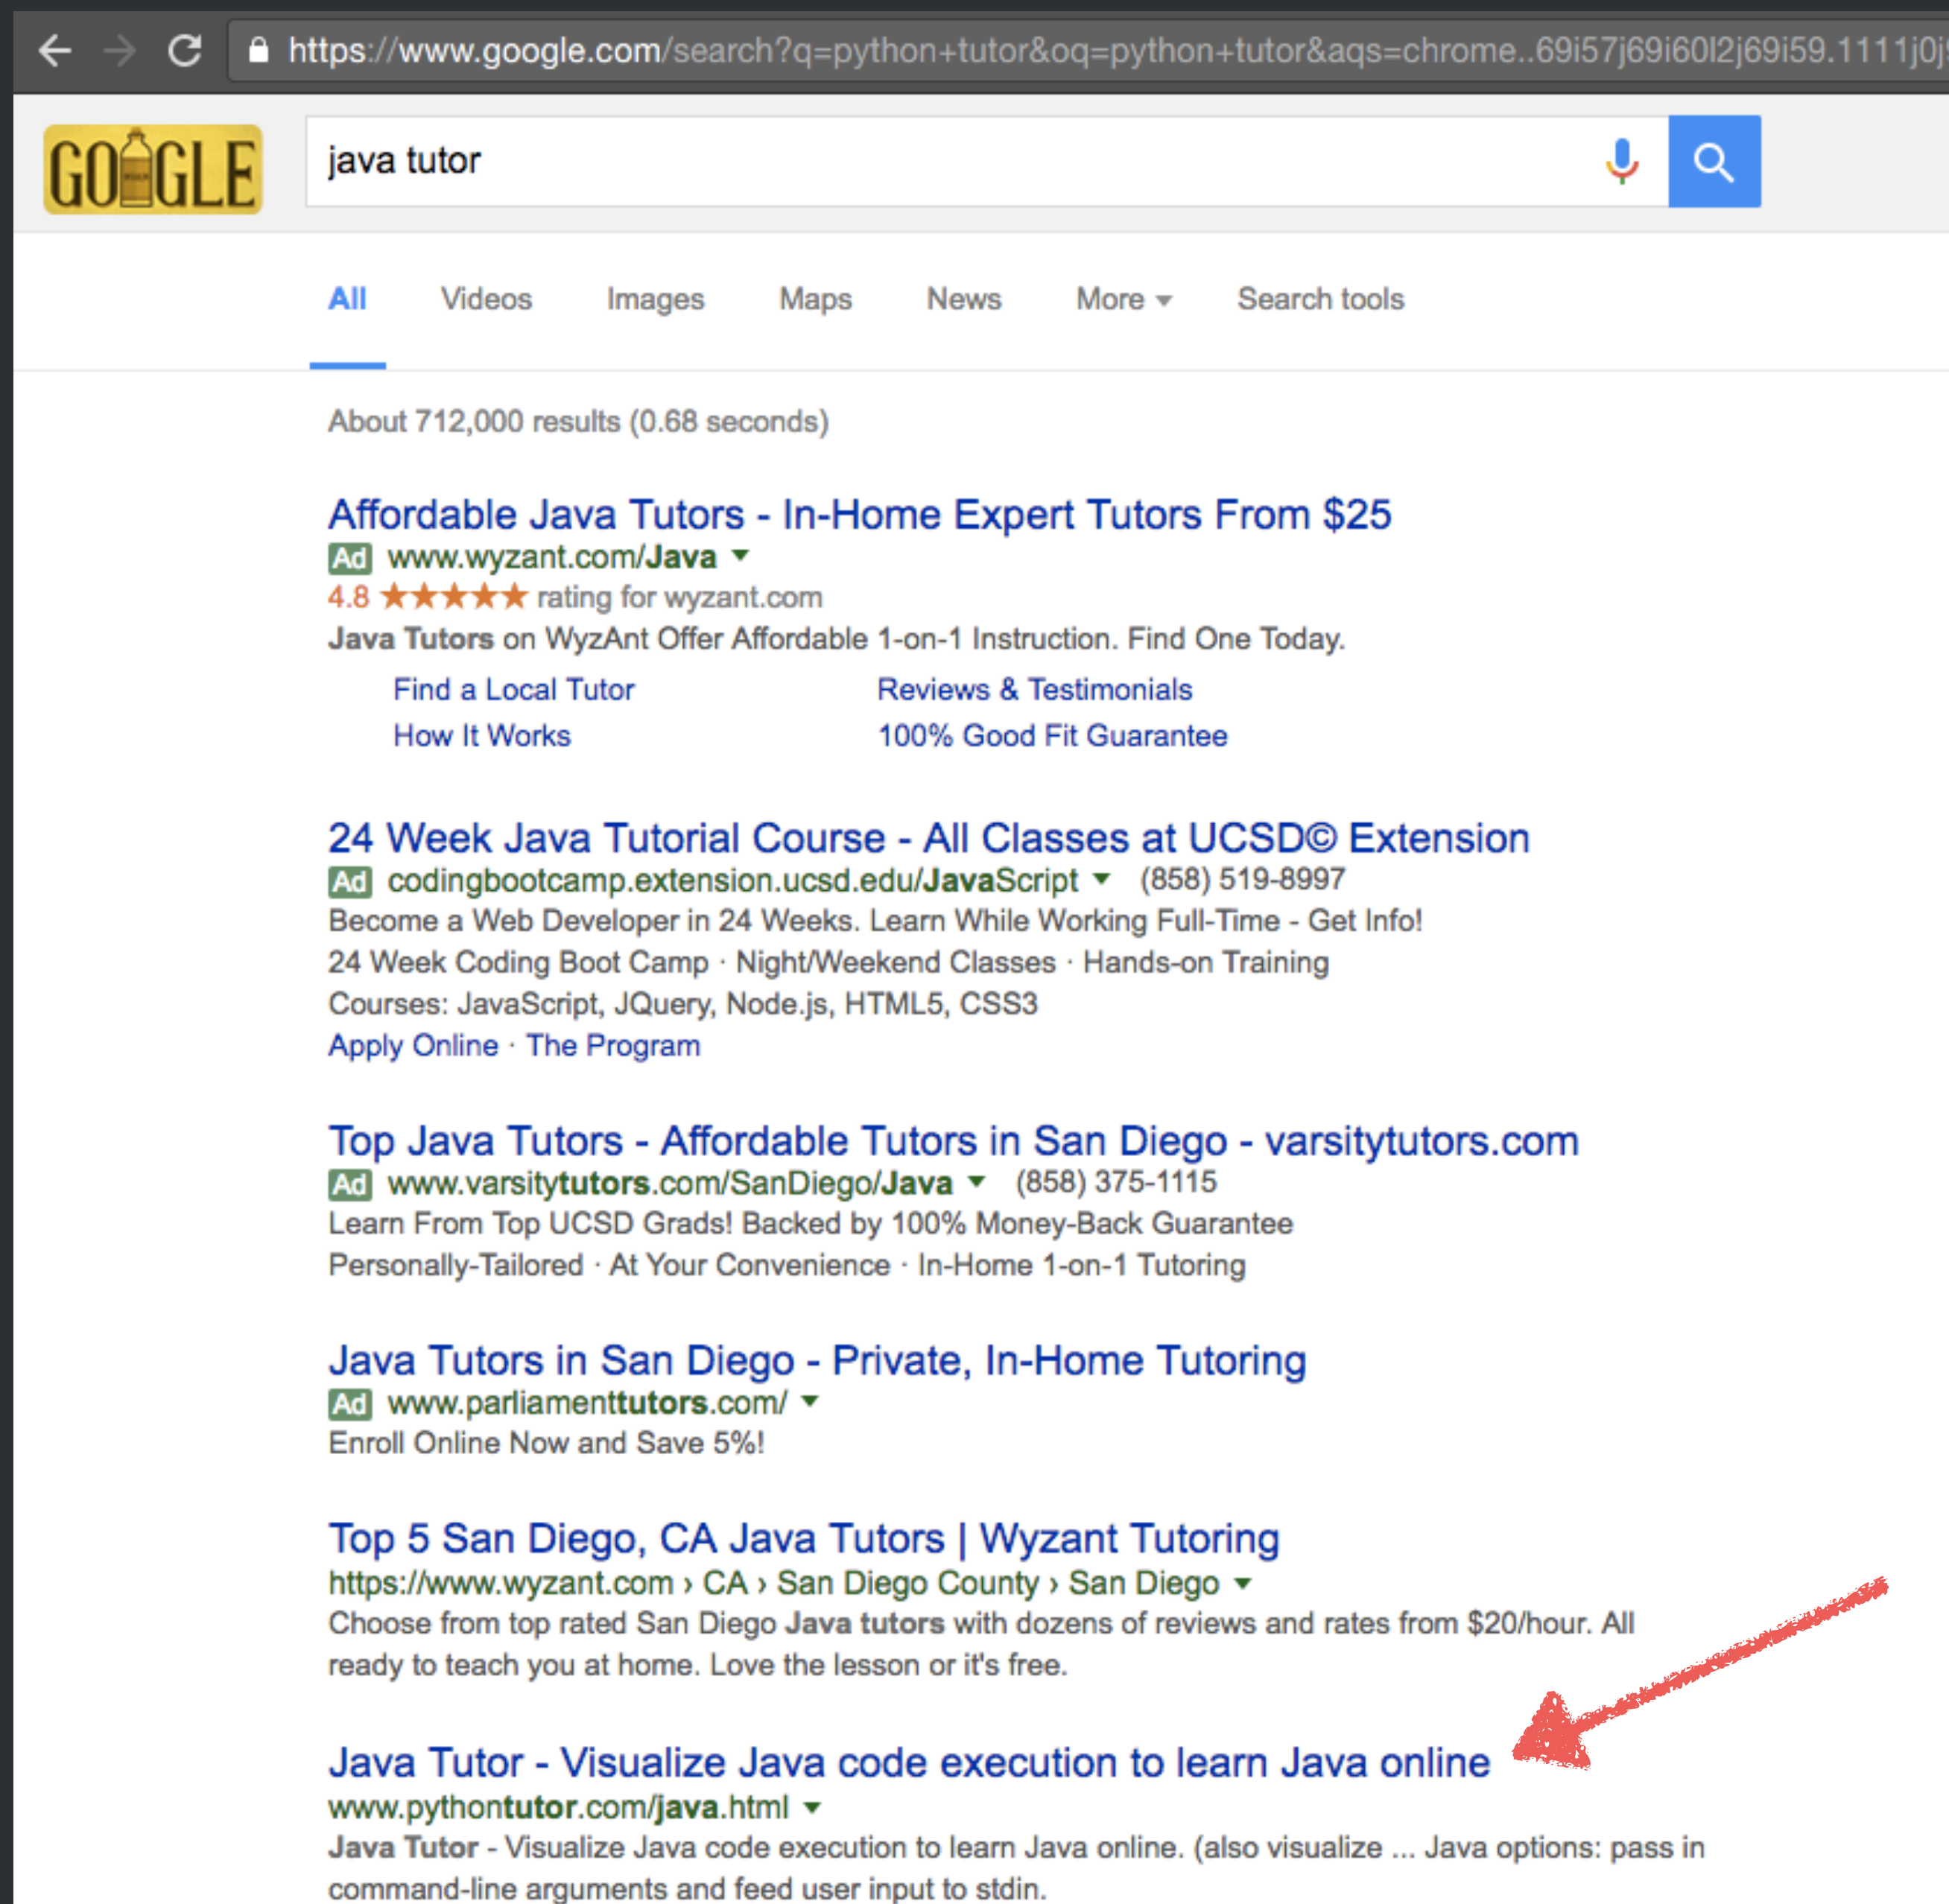 https://www.google.com/search?q=python+tutor&oq=python+tutor&aqs=chrome..69i57j69i60l2j69i59.1111j0j
GOOGLE
java tutor
All Videos Images Maps News More Search tools
About 712,000 results (0.68 seconds)
Affordable Java Tutors - In-Home Expert Tutors From $25
Ad www.wyzant.com/Java
4.8 ★★★★★ rating for wyzant.com
Java Tutors on WyzAnt Offer Affordable 1-on-1 Instruction. Find One Today.
Find a Local Tutor Reviews & Testimonials
How It Works 100% Good Fit Guarantee
24 Week Java Tutorial Course - All Classes at UCSD© Extension
Ad codingbootcamp.extension.ucsd.edu/JavaScript (858) 519-8997
Become a Web Developer in 24 Weeks. Learn While Working Full-Time - Get Info!
24 Week Coding Boot Camp · Night/Weekend Classes · Hands-on Training
Courses: JavaScript, JQuery, Node.js, HTML5, CSS3
Apply Online · The Program
Top Java Tutors - Affordable Tutors in San Diego - varsitytutors.com
Ad www.varsitytutors.com/SanDiego/Java (858) 375-1115
Learn From Top UCSD Grads! Backed by 100% Money-Back Guarantee
Personally-Tailored · At Your Convenience · In-Home 1-on-1 Tutoring
Java Tutors in San Diego - Private, In-Home Tutoring
Ad www.parliamenttutors.com/
Enroll Online Now and Save 5%!
Top 5 San Diego, CA Java Tutors | Wyzant Tutoring
https://www.wyzant.com › CA › San Diego County › San Diego
Choose from top rated San Diego Java tutors with dozens of reviews and rates from $20/hour. All
ready to teach you at home. Love the lesson or it's free.
Java Tutor - Visualize Java code execution to learn Java online
www.pythontutor.com/java.html
Java Tutor - Visualize Java code execution to learn Java online. (also visualize ... Java options: pass in
command-line arguments and feed user input to stdin.